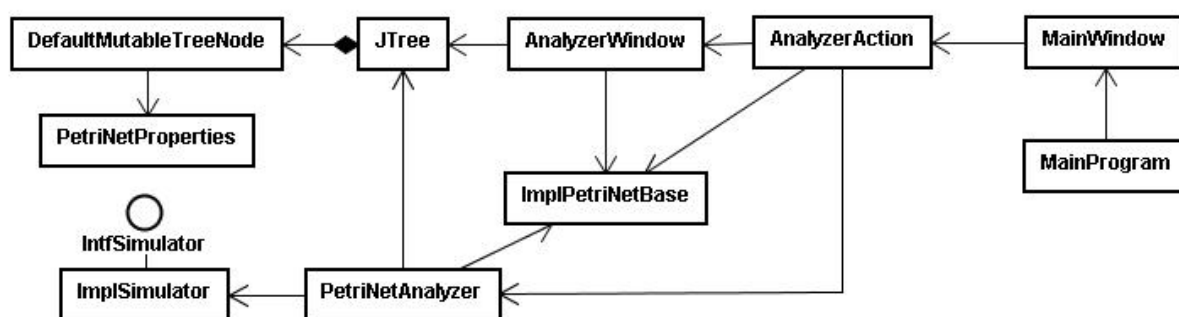 DefaultMutableTreeNode
JTree
AnalyzerWindow
AnalyzerAction
MainWindow
PetriNetProperties
MainProgram
ImplPetriNetBase
IntfSimulator
ImplSimulator
PetriNetAnalyzer